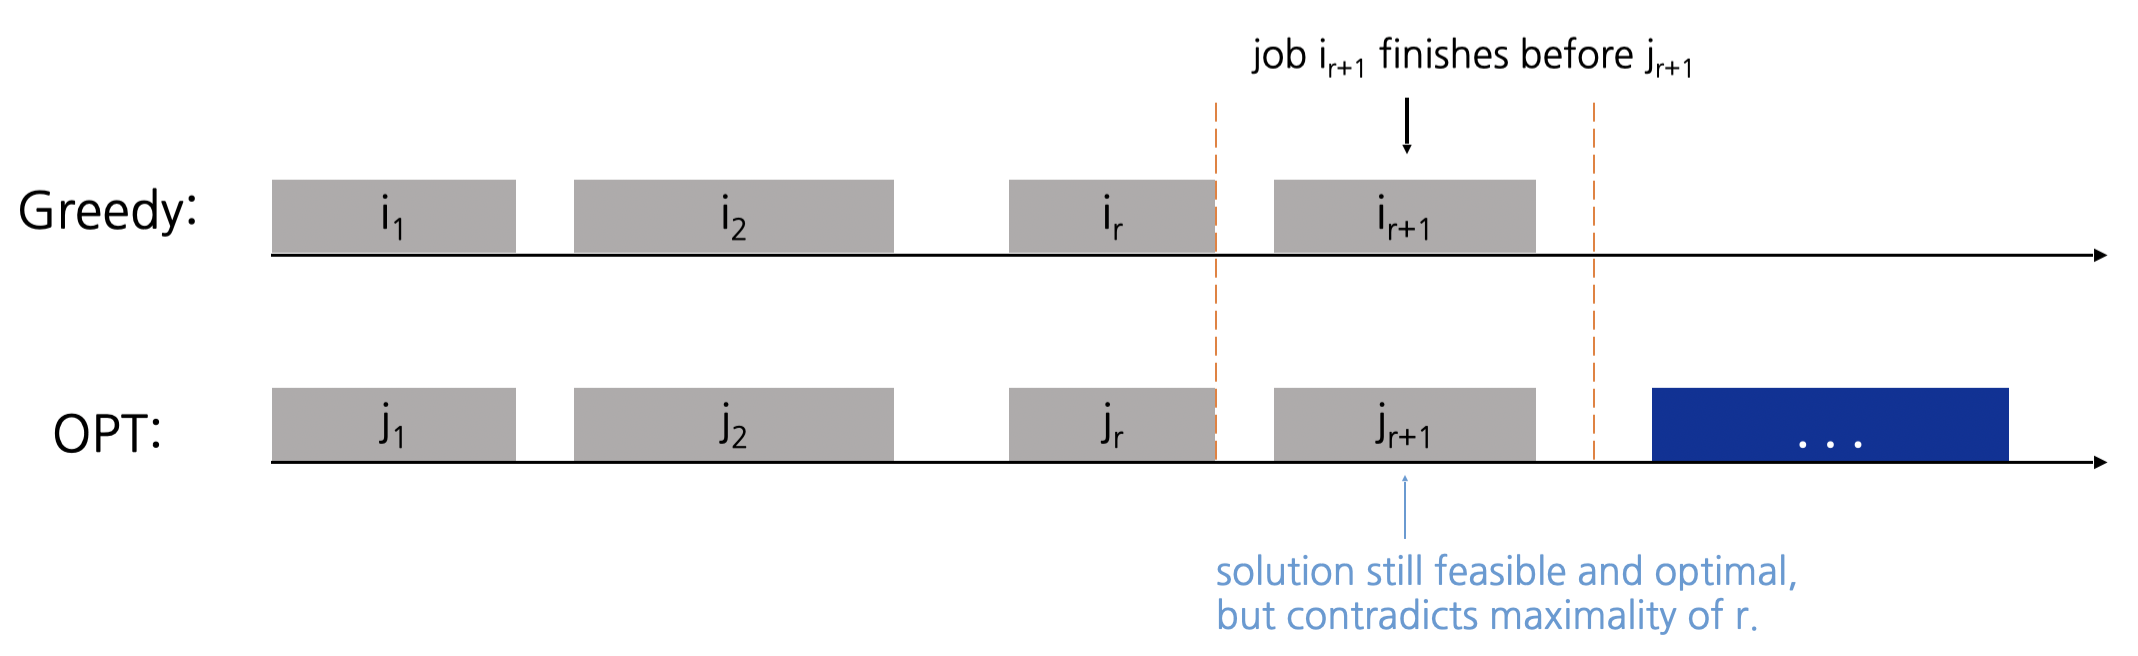 job i_{r+1} finishes before j_{r+1}
Greedy: i_1 i_2 i_r i_{r+1}
OPT: j_1 j_2 j_r j_{r+1} . . .
solution still feasible and optimal,
but contradicts maximality of r.